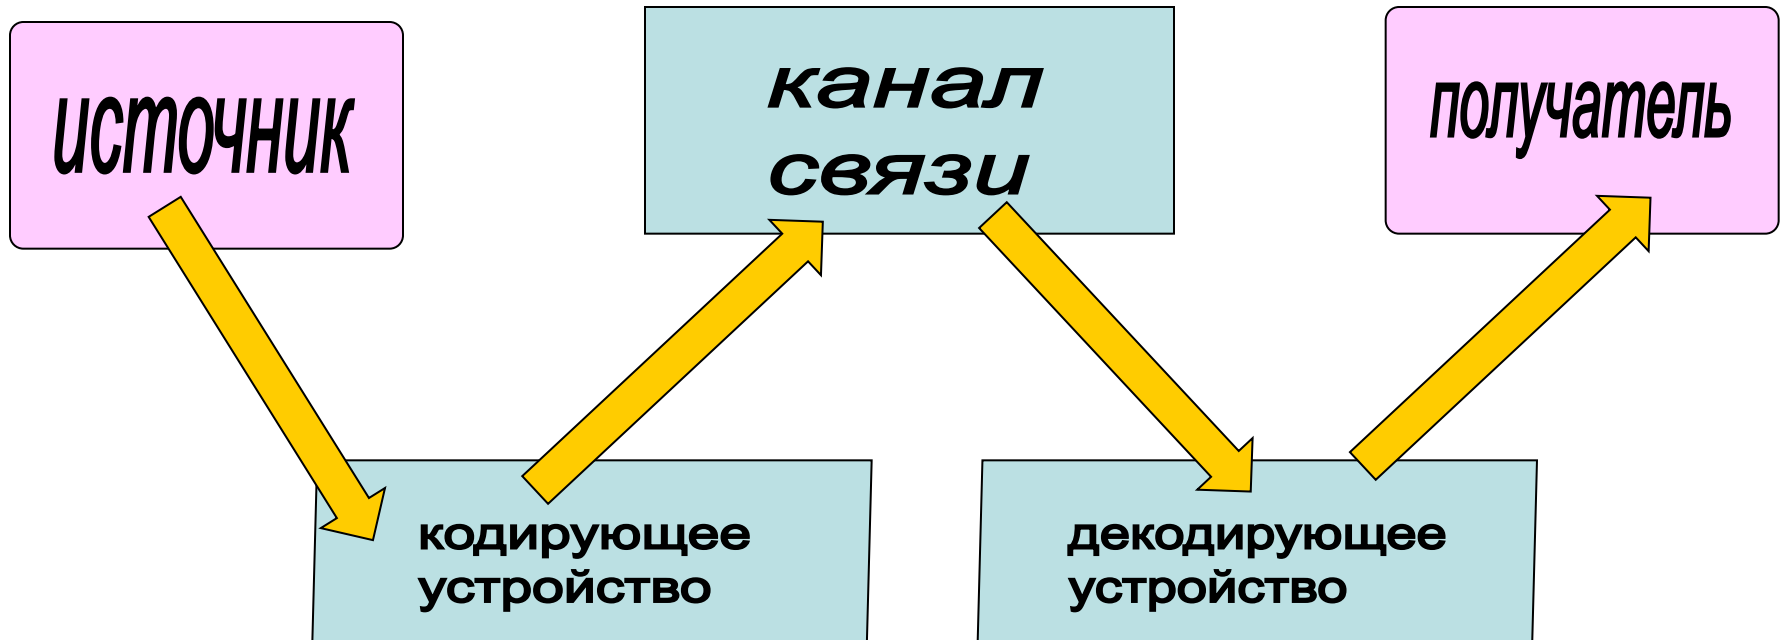 источник
канал
связи
получатель
кодирующее
устройство
декодирующее
устройство